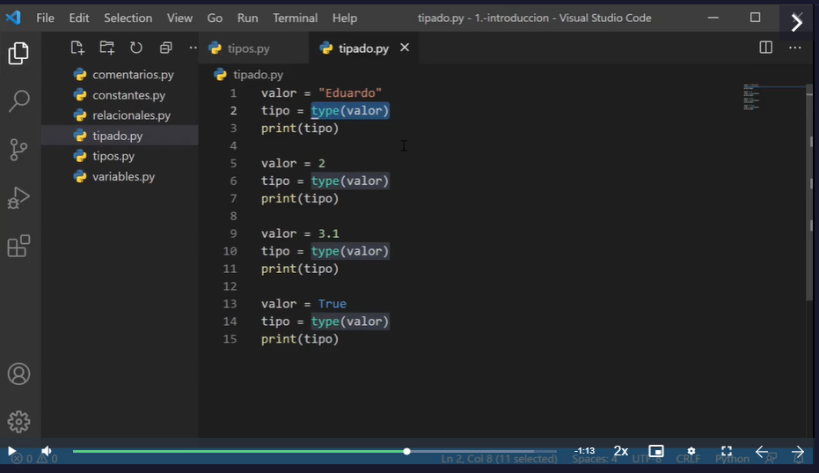 File Edit Selection View Go Run Terminal Help tipado.py - 1.-introduccion - Visual Studio Code
tipos.py tipado.py
comentarios.py
constantes.py
relacionales.py
tipado.py
tipos.py
variables.py
tipado.py
1 valor = "Eduardo"
2 tipo = type(valor)
3 print(tipo)
4
5 valor = 2
6 tipo = type(valor)
7 print(tipo)
8
9 valor = 3.1
10 tipo = type(valor)
11 print(tipo)
12
13 valor = True
14 tipo = type(valor)
15 print(tipo)
-1:13 2x
0 0 Ln 2, Col 8 (11 selected) Spaces: 4 UTF-8 CRLF Python